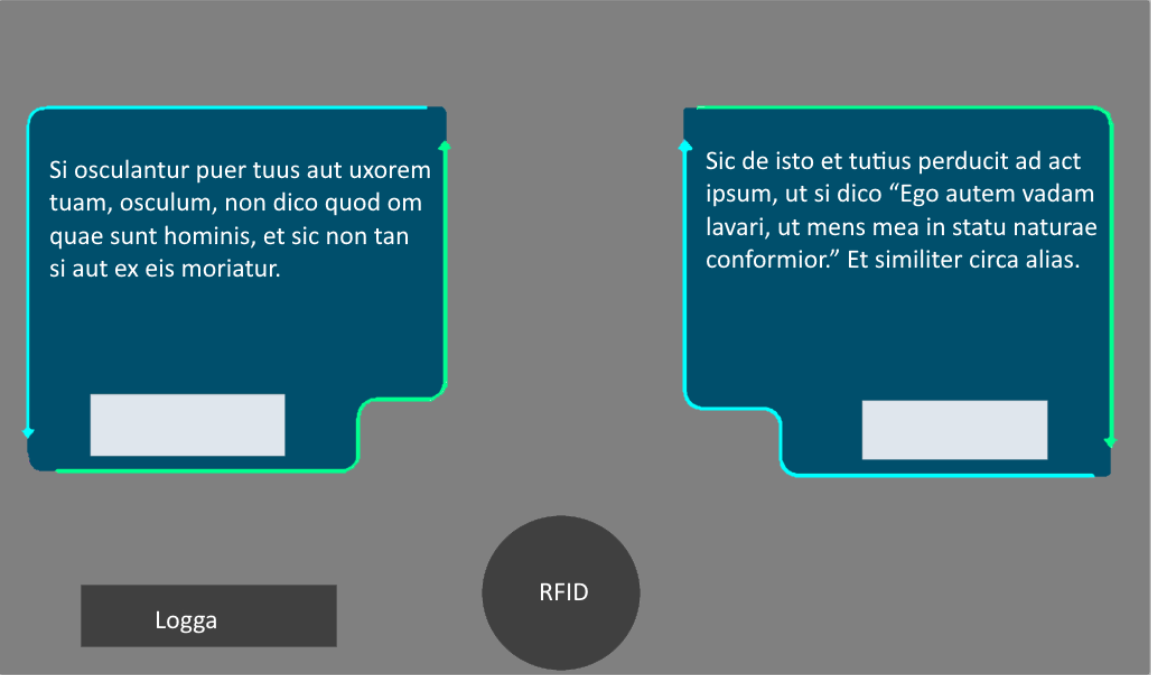 Si osculantur puer tuus aut uxorem
tuam, osculum, non dico quod om
quae sunt hominis, et sic non tan
si aut ex eis moriatur.
Sic de isto et tutius perducit ad act
ipsum, ut si dico “Ego autem vadam
lavari, ut mens mea in statu naturae
conformior.” Et similiter circa alias.
RFID
Logga